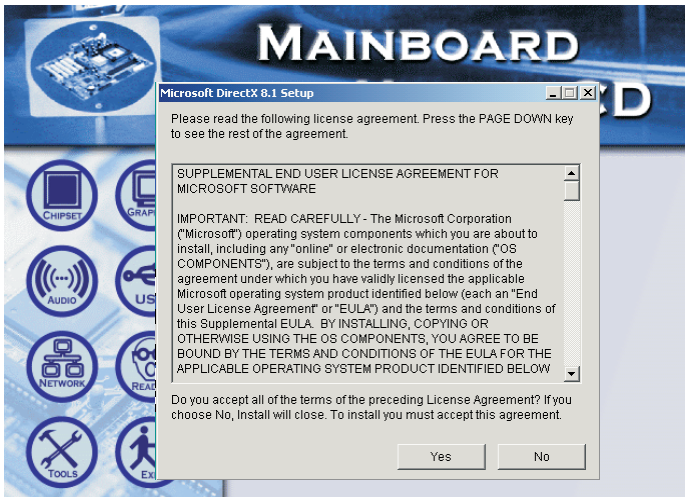 MAINBOARD
CD
Microsoft DirectX 8.1 Setup
Please read the following license agreement. Press the PAGE DOWN key
to see the rest of the agreement.
SUPPLEMENTAL END USER LICENSE AGREEMENT FOR
MICROSOFT SOFTWARE
IMPORTANT: READ CAREFULLY - The Microsoft Corporation
("Microsoft") operating system components which you are about to
install, including any "online" or electronic documentation ("OS
COMPONENTS"), are subject to the terms and conditions of the
agreement under which you have validly licensed the applicable
Microsoft operating system product identified below (each an "End
User License Agreement" or "EULA") and the terms and conditions of
this Supplemental EULA. BY INSTALLING, COPYING OR
OTHERWISE USING THE OS COMPONENTS, YOU AGREE TO BE
BOUND BY THE TERMS AND CONDITIONS OF THE EULA FOR THE
APPLICABLE OPERATING SYSTEM PRODUCT IDENTIFIED BELOW
Do you accept all of the terms of the preceding License Agreement? If you
choose No, Install will close. To install you must accept this agreement.
Yes No
CHIPSET GRAP
AUDIO US
NETWORK READ
TOOLS EX